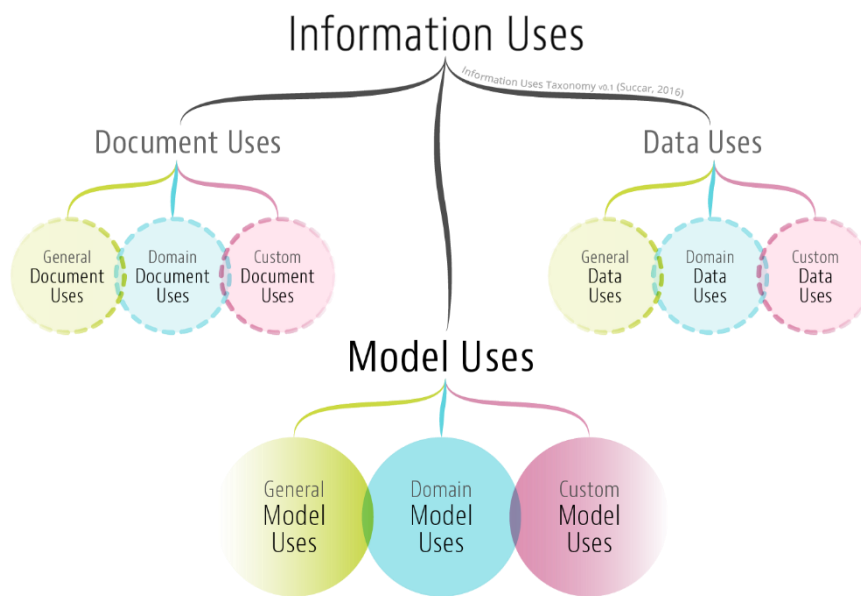 Information Uses
Information Uses Taxonomy v0.1 (Succar, 2016)
Document Uses
General
Document
Uses
Domain
Document
Uses
Custom
Document
Uses
Data Uses
General
Data
Uses
Domain
Data
Uses
Custom
Data
Uses
Model Uses
General
Model
Uses
Domain
Model
Uses
Custom
Model
Uses